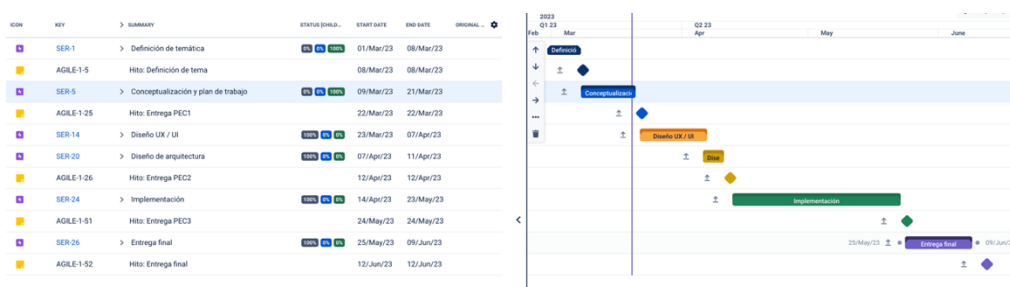 ICON KEY SUMMARY STATUS (CHILD... START DATE END DATE ORIGINAL ...
SER-1 Definición de temática 0% 0% 100% 01/Mar/23 08/Mar/23
AGILE-1-5 Hito: Definición de tema 08/Mar/23 08/Mar/23
SER-5 Conceptualización y plan de trabajo 0% 0% 100% 09/Mar/23 21/Mar/23
AGILE-1-25 Hito: Entrega PEC1 22/Mar/23 22/Mar/23
SER-14 Diseño UX / UI 100% 0% 0% 23/Mar/23 07/Apr/23
SER-20 Diseño de arquitectura 100% 0% 0% 07/Apr/23 11/Apr/23
AGILE-1-26 Hito: Entrega PEC2 12/Apr/23 12/Apr/23
SER-24 Implementación 100% 0% 0% 14/Apr/23 23/May/23
AGILE-1-51 Hito: Entrega PEC3 24/May/23 24/May/23
SER-26 Entrega final 100% 0% 0% 25/May/23 09/Jun/23
AGILE-1-52 Hito: Entrega final 12/Jun/23 12/Jun/23
2023
Q1 23 Q2 23
Feb Mar Apr May June
Definició
Conceptualizació
Diseño UX / UI
Dise
Implementación
25/May/23 Entrega final 09/Jun/